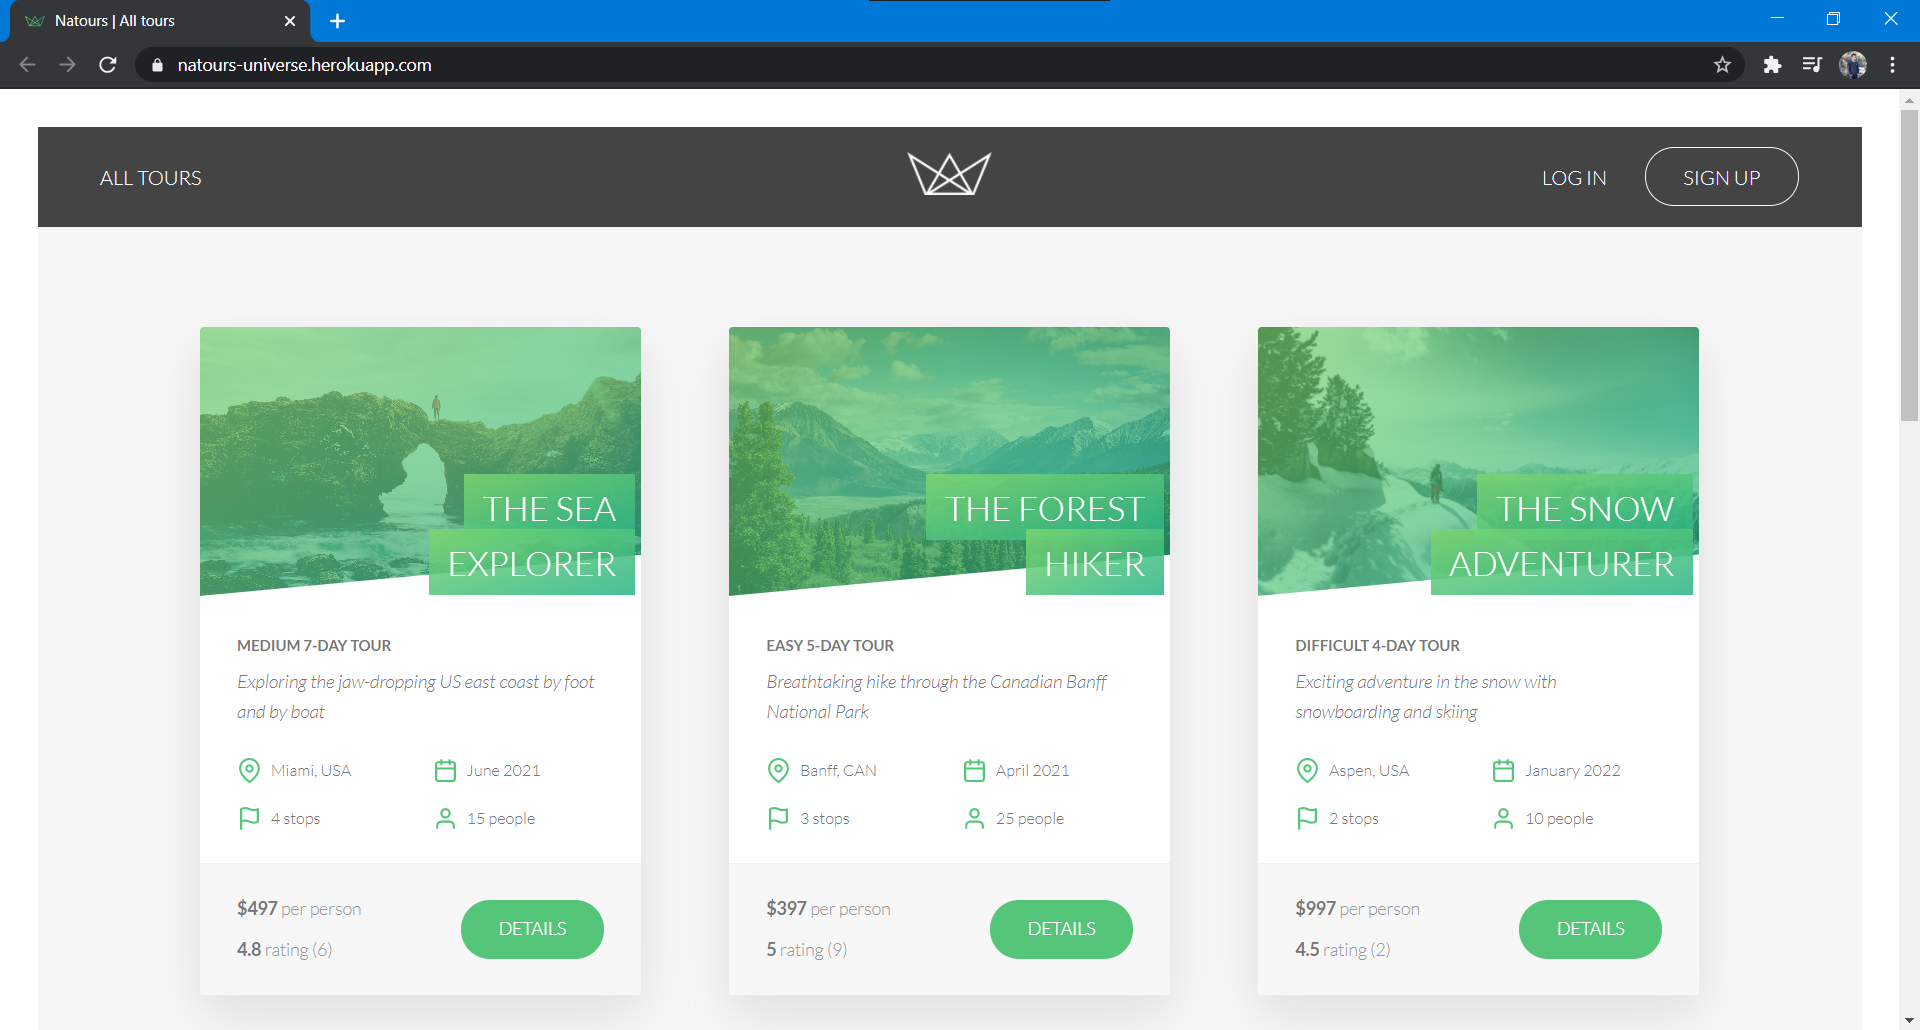 Natours | All tours
natours-universe.herokuapp.com
ALL TOURS
LOG IN
SIGN UP
THE SEA
EXPLORER
MEDIUM 7-DAY TOUR
Exploring the jaw-dropping US east coast by foot
and by boat
Miami, USA
June 2021
4 stops
15 people
$497 per person
4.8 rating (6)
DETAILS
THE FOREST
HIKER
EASY 5-DAY TOUR
Breathtaking hike through the Canadian Banff
National Park
Banff, CAN
April 2021
3 stops
25 people
$397 per person
5 rating (9)
DETAILS
THE SNOW
ADVENTURER
DIFFICULT 4-DAY TOUR
Exciting adventure in the snow with
snowboarding and skiing
Aspen, USA
January 2022
2 stops
10 people
$997 per person
4.5 rating (2)
DETAILS